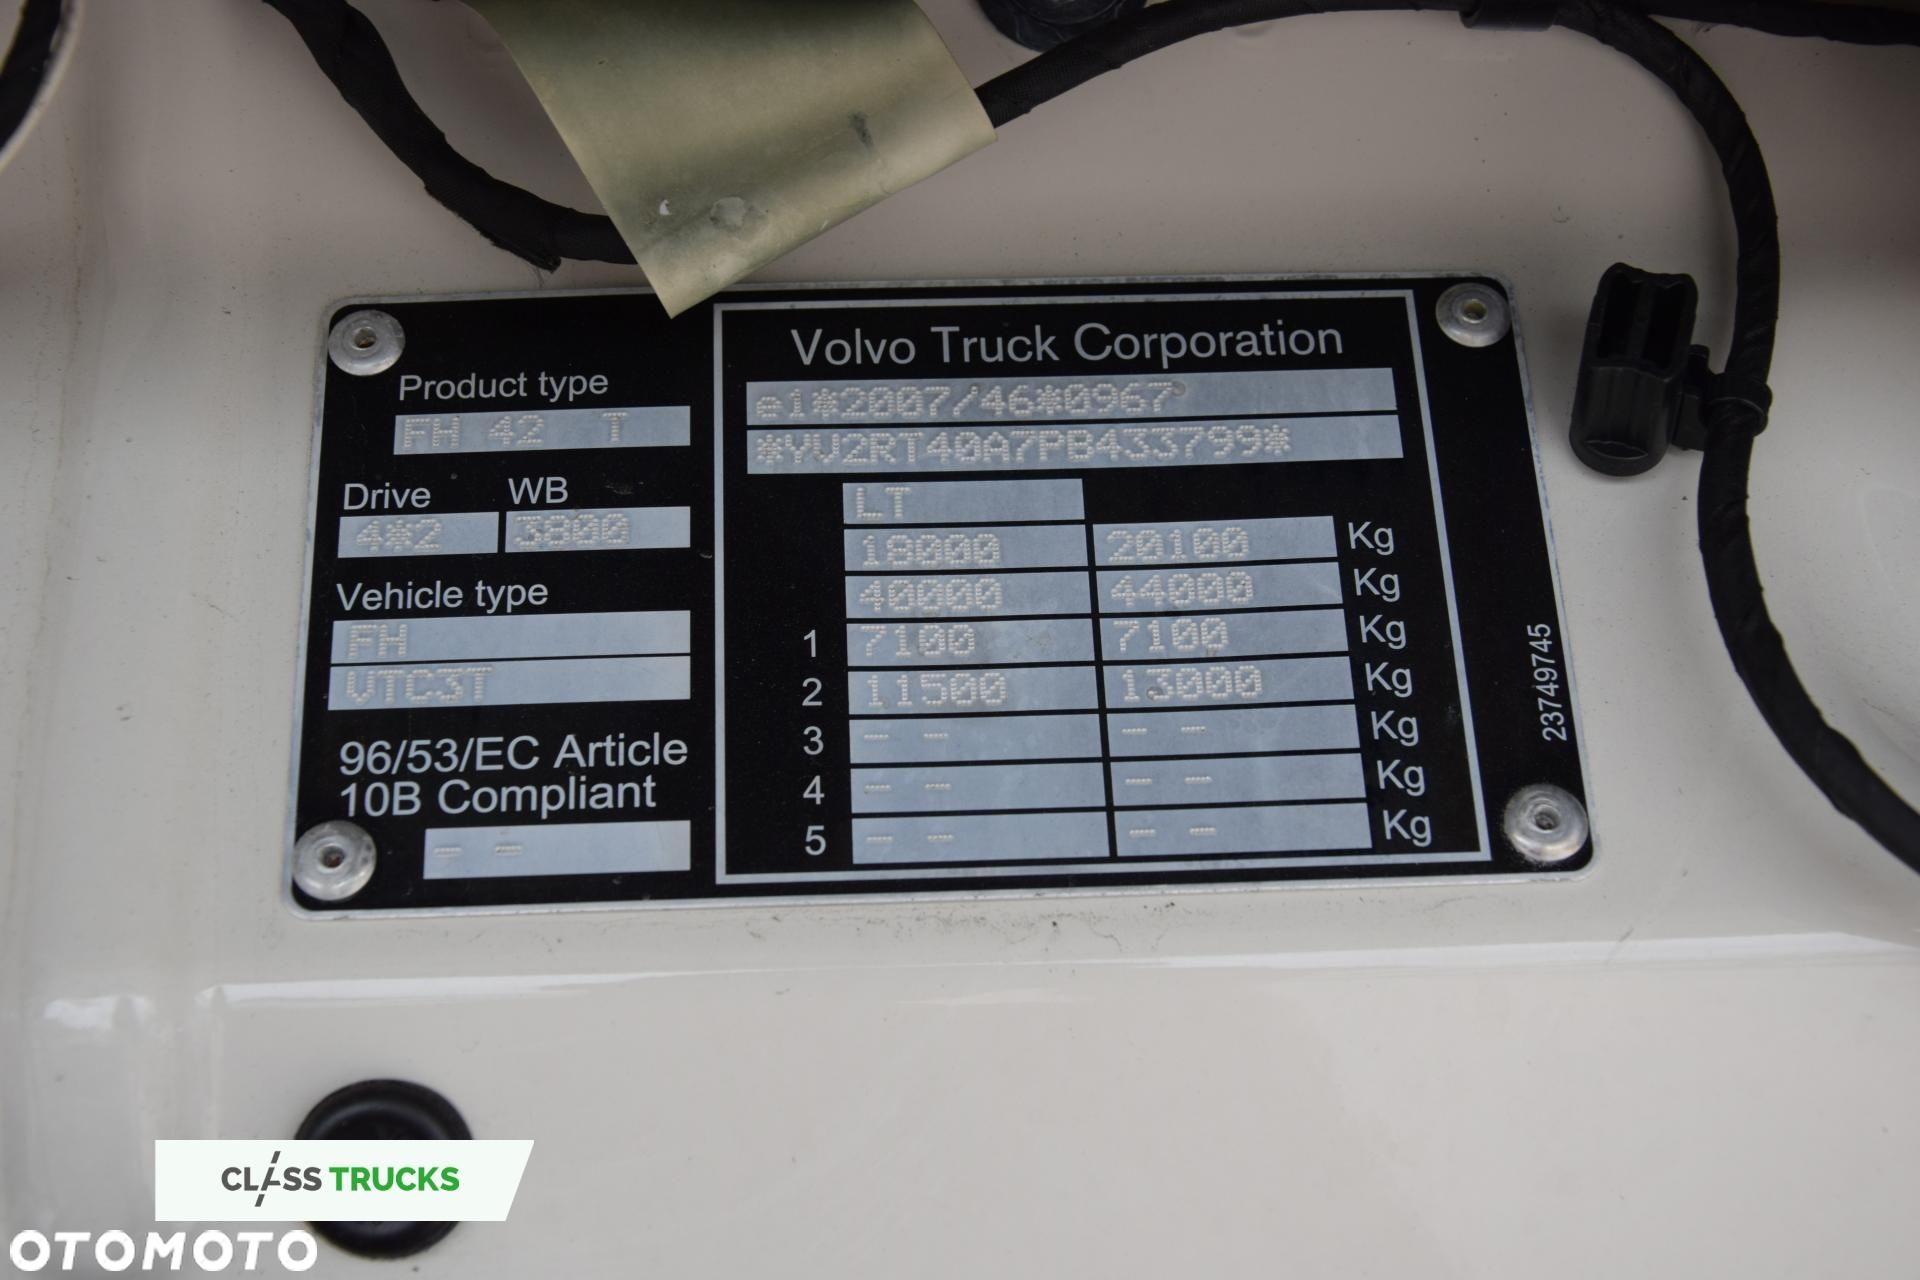 Product type
FH 42 T
Drive WB
4*2 3800
Vehicle type
FH
VTC3T
96/53/EC Article
10B Compliant
- -
Volvo Truck Corporation
e1*2007/46*0967
*YV2RT40A7PB433799*
LT
18000 20100 Kg
40000 44000 Kg
1 7100 7100 Kg
2 11500 13000 Kg
3 - - - - Kg
4 - - - - Kg
5 - - - - Kg
23749745
CLASS TRUCKS
OTOMOTO